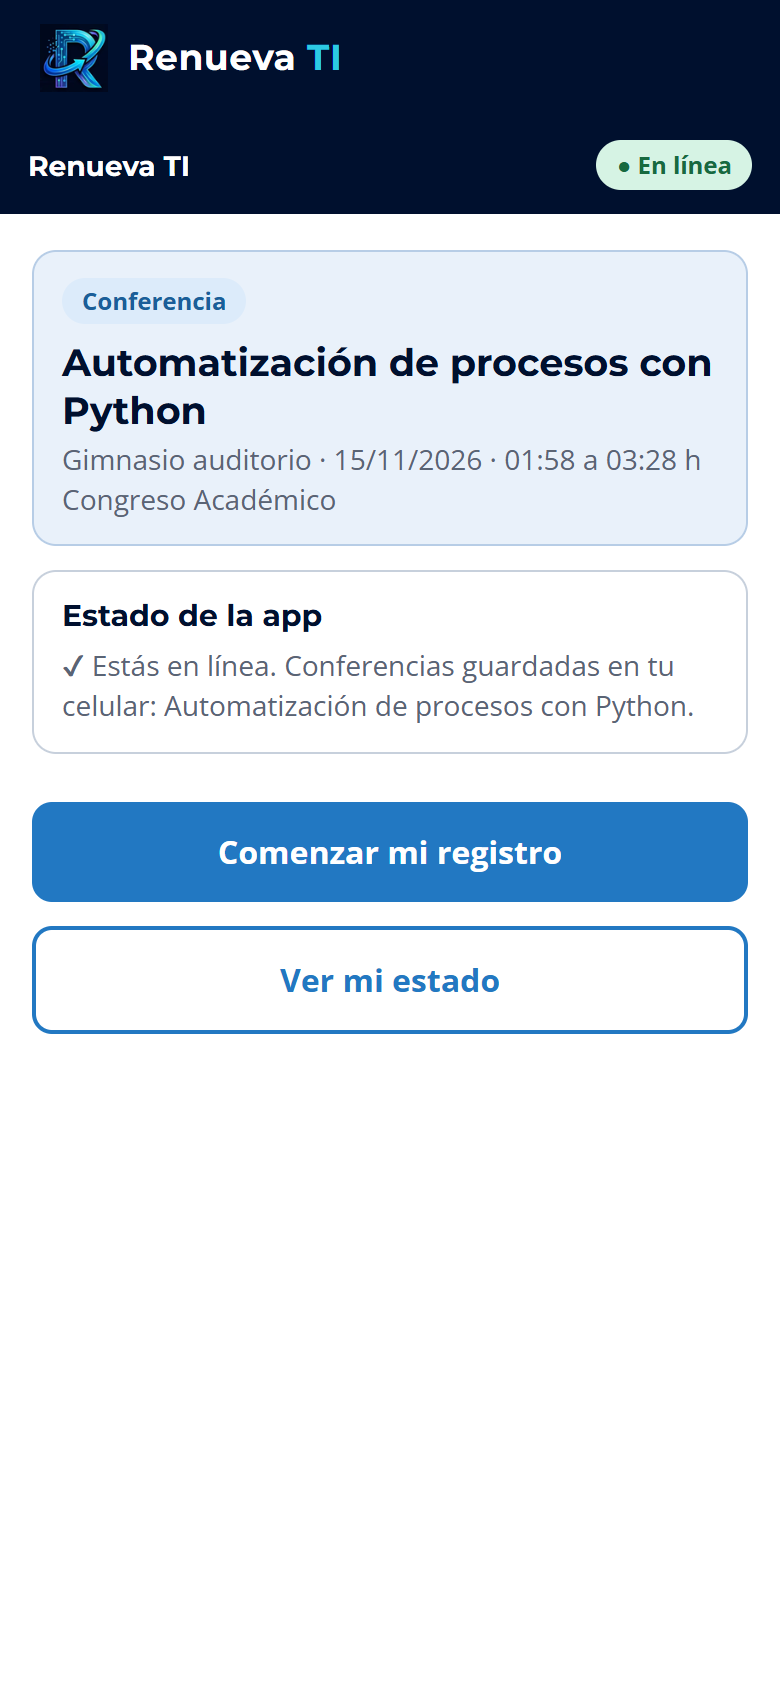 Renueva TI
Renueva TI
● En línea
Conferencia
Automatización de procesos con
Python
Gimnasio auditorio · 15/11/2026 · 01:58 a 03:28 h
Congreso Académico
Estado de la app
✔ Estás en línea. Conferencias guardadas en tu
celular: Automatización de procesos con Python.
Comenzar mi registro
Ver mi estado